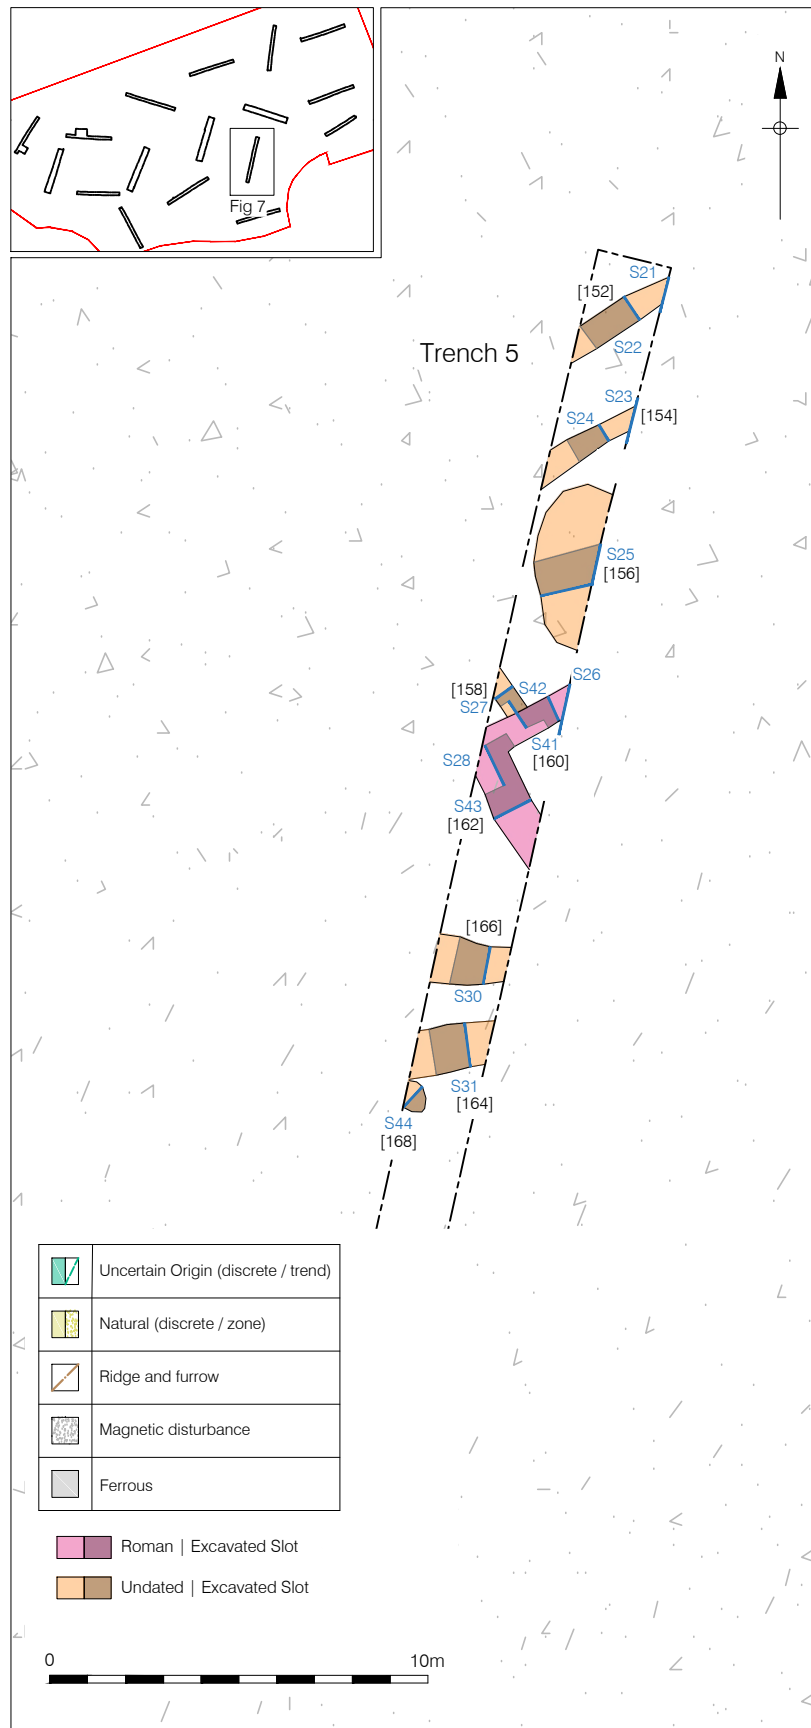 Fig 7
N
S21
[152]
S22
Trench 5
S23
[154]
S24
S25
[156]
S26
[158]
S42
S27
S41
[160]
S28
S43
[162]
[166]
S30
S31
[164]
S44
[168]
Uncertain Origin (discrete / trend)
Natural (discrete / zone)
Ridge and furrow
Magnetic disturbance
Ferrous
Roman | Excavated Slot
Undated | Excavated Slot
0 10m